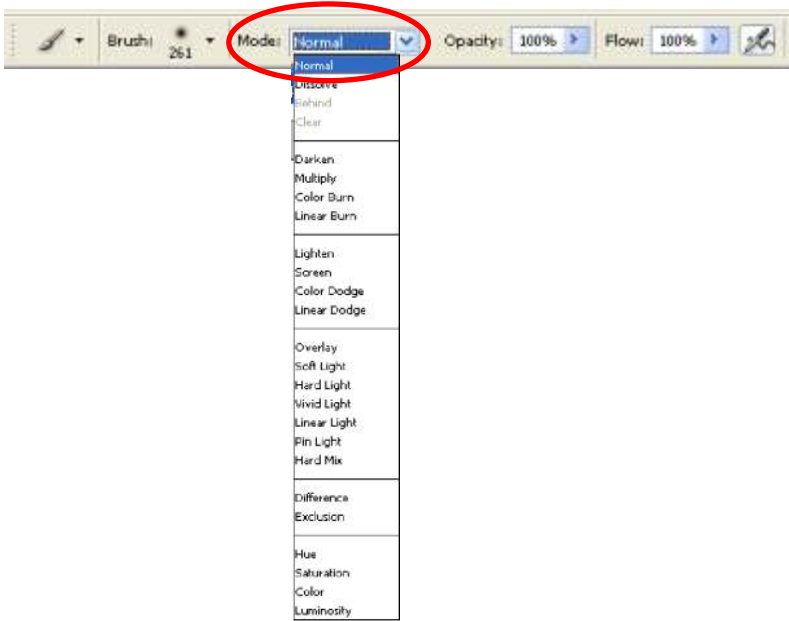 Brush: 261 Mode: Normal Opacity: 100% Flow: 100%
Normal
Dissolve
Behind
Clear
Darken
Multiply
Color Burn
Linear Burn
Lighten
Screen
Color Dodge
Linear Dodge
Overlay
Soft Light
Hard Light
Vivid Light
Linear Light
Pin Light
Hard Mix
Difference
Exclusion
Hue
Saturation
Color
Luminosity